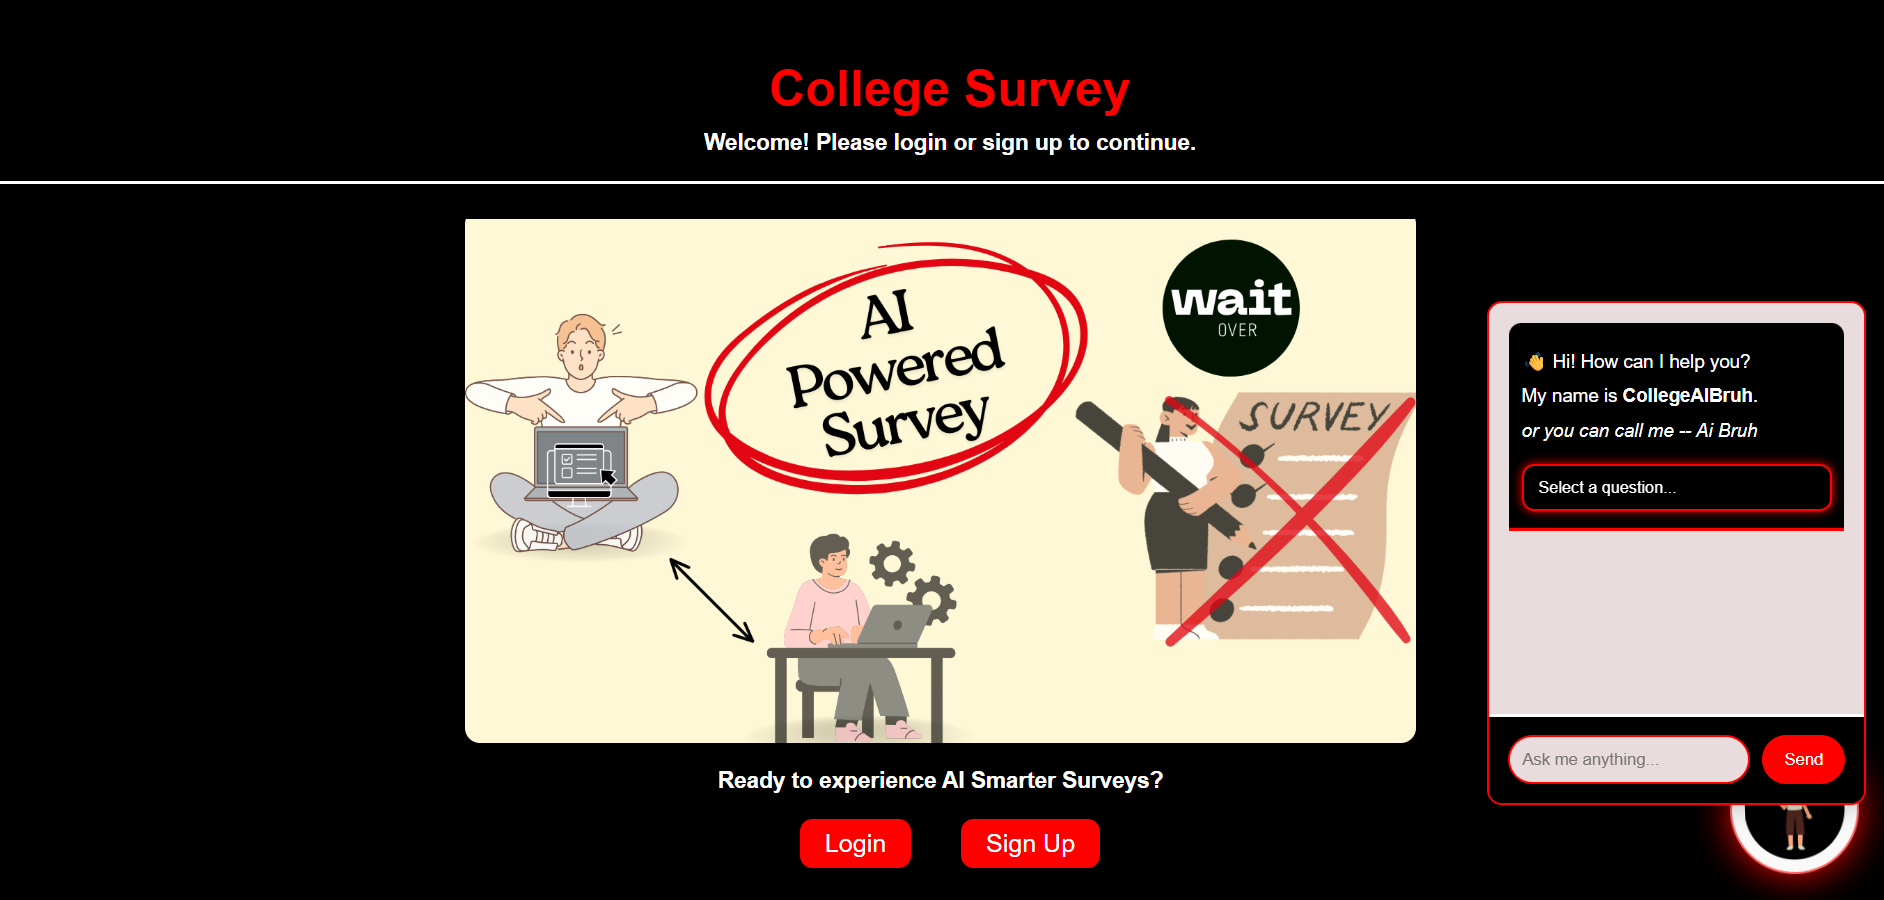 College Survey
Welcome! Please login or sign up to continue.
AI
Powered
Survey
wait
OVER
SURVEY
Ready to experience AI Smarter Surveys?
Login
Sign Up
👋 Hi! How can I help you?
My name is CollegeAIBruh.
or you can call me -- Ai Bruh
Select a question...
Ask me anything...
Send